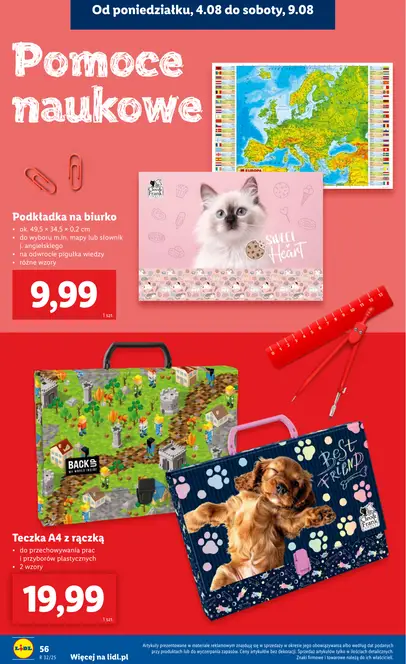 Od poniedziałku, 4.08 do soboty, 9.08
Pomoce
naukowe
EUROPA
SWEET
Heart
Podkładka na biurko
• ok. 49,5 × 34,5 × 0,2 cm
• do wyboru m.in. mapy lub słownik
j. angielskiego
• na odwrocie pigułka wiedzy
• różne wzory
9,99
1 szt.
BACK
BEST
FRIEND
Teczka A4 z rączką
• do przechowywania prac
i przyborów plastycznych
• 2 wzory
19,99
1 szt.
LIDL
56
Więcej na lidl.pl
Artykuły prezentowane w materiale reklamowym znajdują się w sprzedaży w okresie jego obowiązywania albo według dat podanych
przy produktach lub do wyczerpania zapasów. Ceny artykułów bez dekoracji. Sprzedaż artykułów tylko w ilościach detalicznych.
Znaki firmowe i towarowe należą do ich właścicieli.